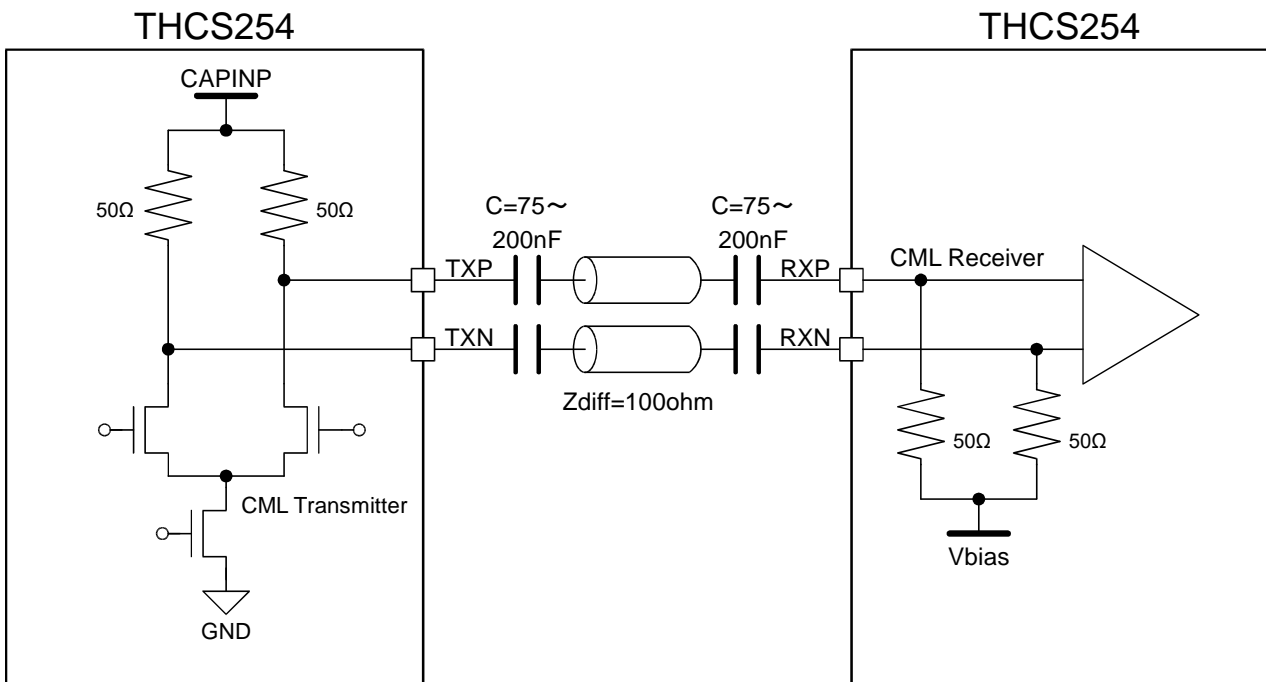 THCS254
THCS254
CAPINP
50Ω
50Ω
C=75～
200nF
C=75～
200nF
TXP
RXP
CML Receiver
TXN
RXN
Zdiff=100ohm
50Ω
50Ω
CML Transmitter
Vbias
GND